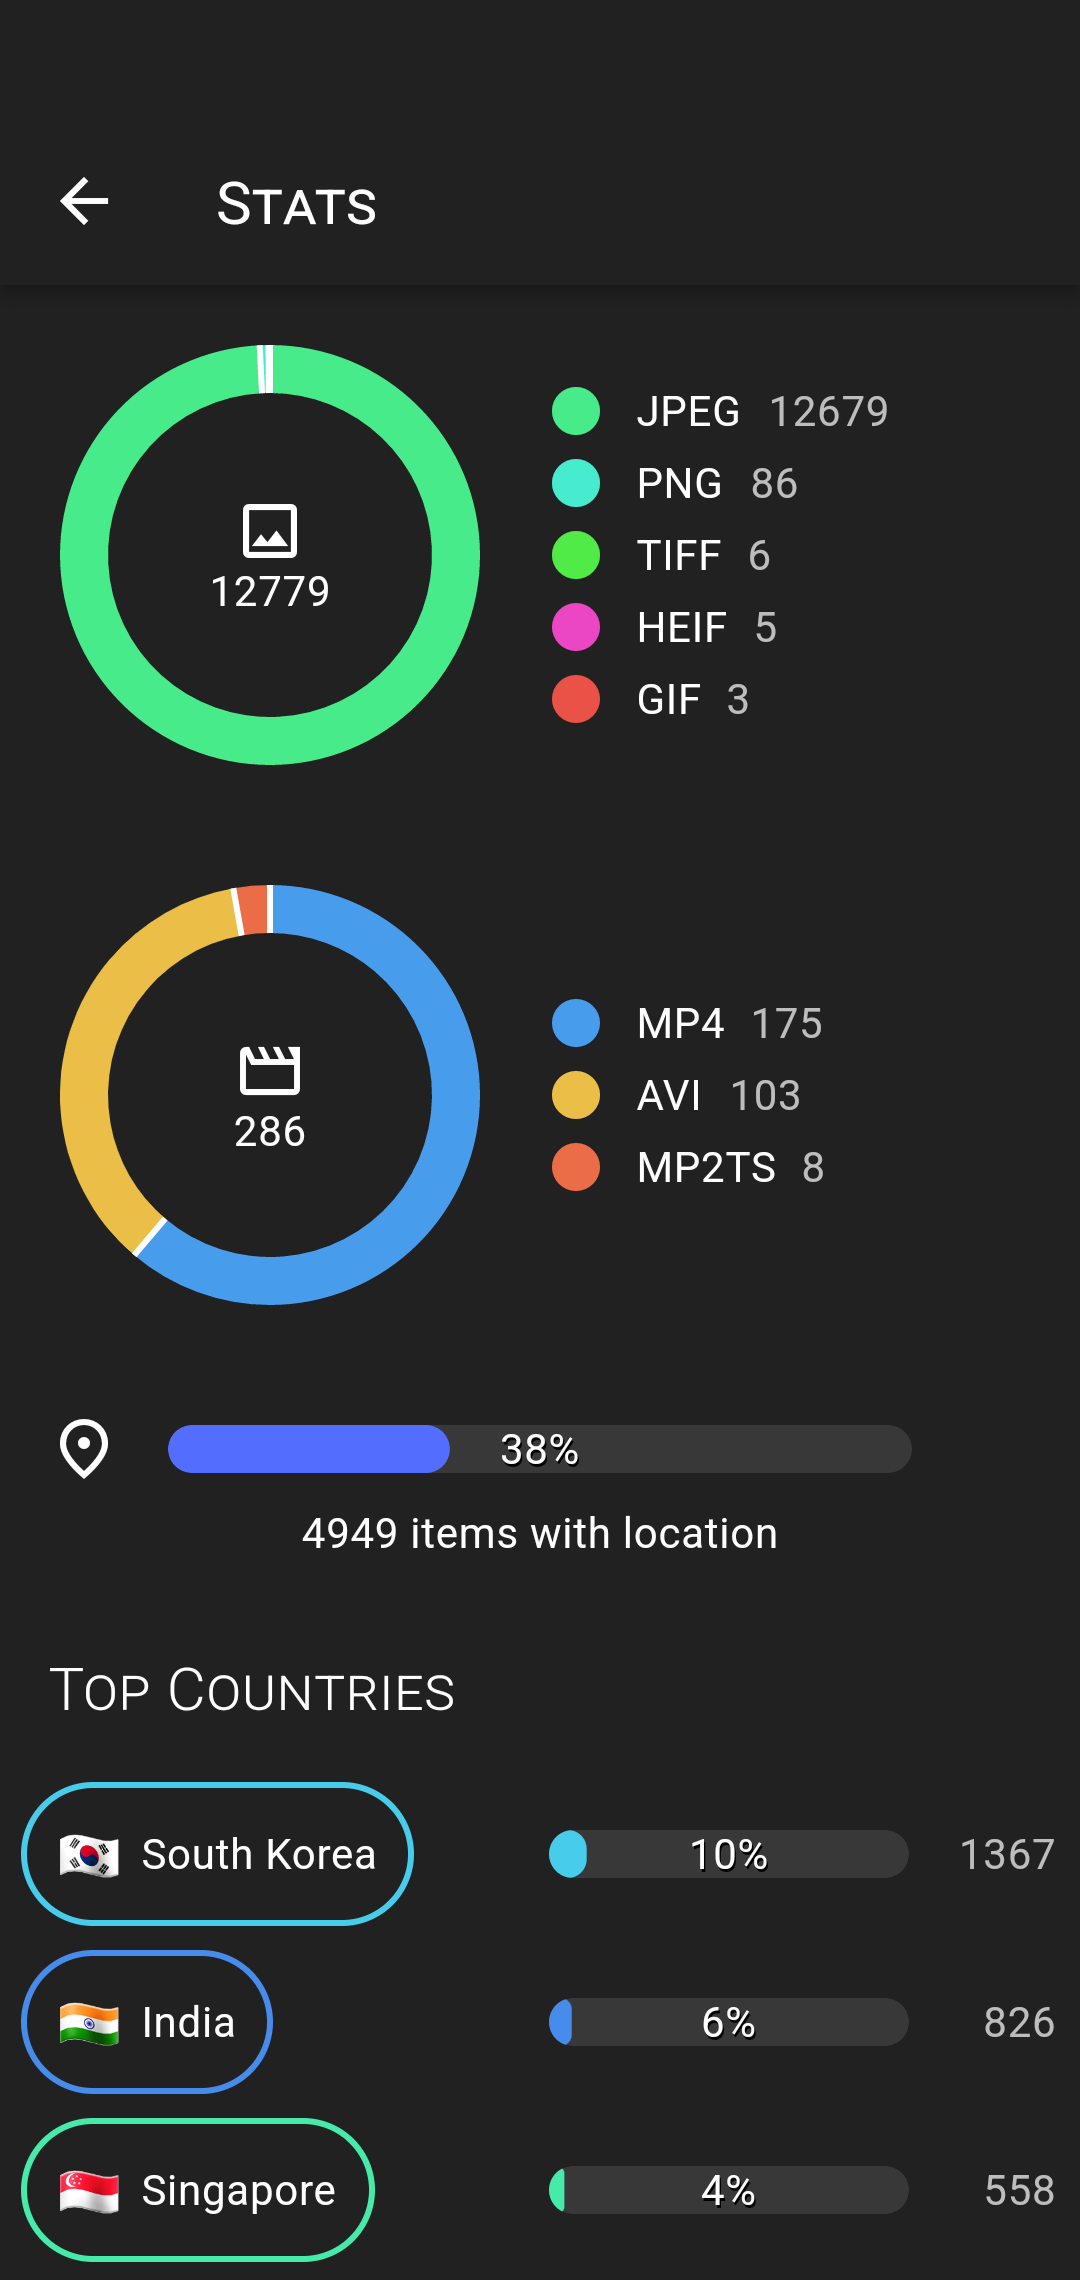 Stats
12779
JPEG 12679
PNG 86
TIFF 6
HEIF 5
GIF 3
286
MP4 175
AVI 103
MP2TS 8
38%
4949 items with location
Top Countries
South Korea 10% 1367
India 6% 826
Singapore 4% 558